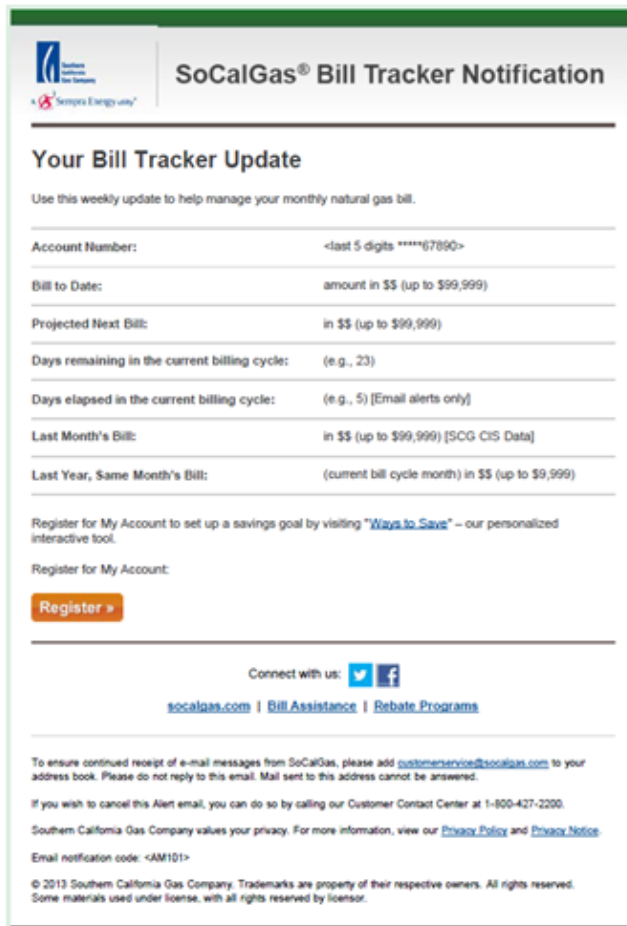 Southern
California
Gas Company
A Sempra Energy utility®
SoCalGas® Bill Tracker Notification
Your Bill Tracker Update
Use this weekly update to help manage your monthly natural gas bill.
Account Number: <last 5 digits *****67890>
Bill to Date: amount in $$ (up to $99,999)
Projected Next Bill: in $$ (up to $99,999)
Days remaining in the current billing cycle: (e.g., 23)
Days elapsed in the current billing cycle: (e.g., 5) [Email alerts only]
Last Month's Bill: in $$ (up to $99,999) [SCG CIS Data]
Last Year, Same Month's Bill: (current bill cycle month) in $$ (up to $9,999)
Register for My Account to set up a savings goal by visiting "Ways to Save" – our personalized
interactive tool.
Register for My Account:
Register »
Connect with us:
socalgas.com | Bill Assistance | Rebate Programs
To ensure continued receipt of e-mail messages from SoCalGas, please add customerservice@socalgas.com to your
address book. Please do not reply to this email. Mail sent to this address cannot be answered.
If you wish to cancel this Alert email, you can do so by calling our Customer Contact Center at 1-800-427-2200.
Southern California Gas Company values your privacy. For more information, view our Privacy Policy and Privacy Notice.
Email notification code: <AM101>
© 2013 Southern California Gas Company. Trademarks are property of their respective owners. All rights reserved.
Some materials used under license, with all rights reserved by licensor.